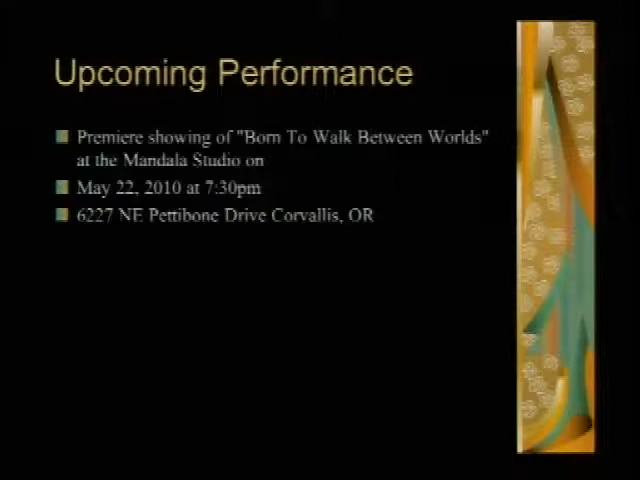 Upcoming Performance
Premiere showing of "Born To Walk Between Worlds"
at the Mandala Studio on
May 22, 2010 at 7:30pm
6227 NE Pettibone Drive Corvallis, OR